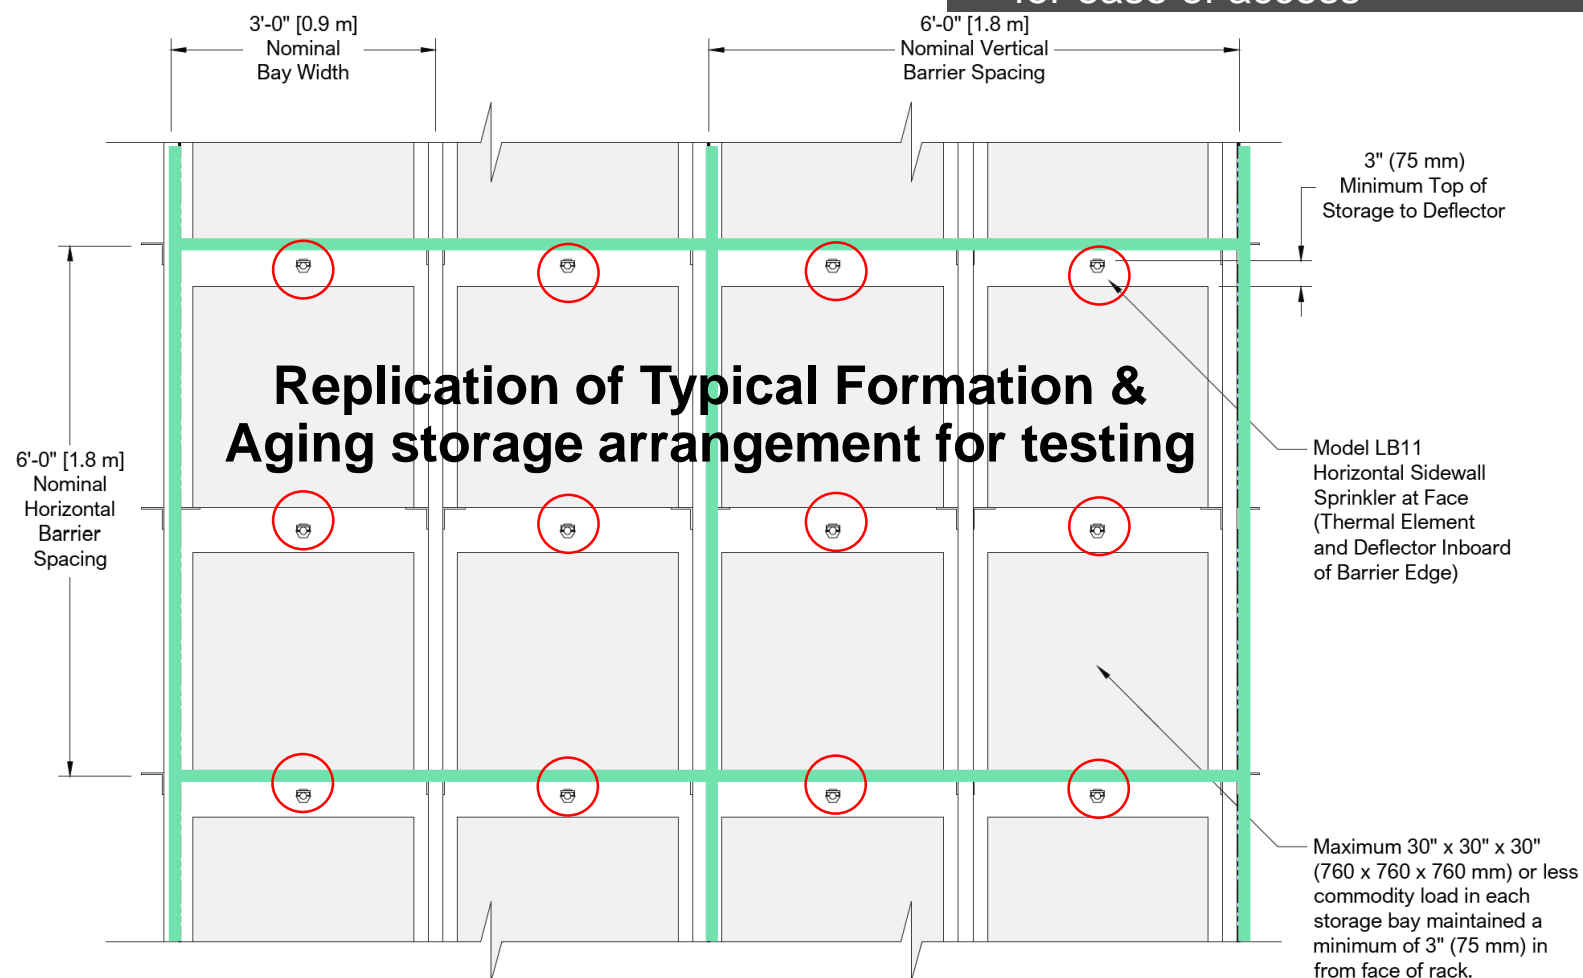 for ease of access
3'-0" [0.9 m]
Nominal
Bay Width
6'-0" [1.8 m]
Nominal Vertical
Barrier Spacing
3" (75 mm)
Minimum Top of
Storage to Deflector
Replication of Typical Formation &
Aging storage arrangement for testing
6'-0" [1.8 m]
Nominal
Horizontal
Barrier
Spacing
Model LB11
Horizontal Sidewall
Sprinkler at Face
(Thermal Element
and Deflector Inboard
of Barrier Edge)
Maximum 30" x 30" x 30"
(760 x 760 x 760 mm) or less
commodity load in each
storage bay maintained a
minimum of 3" (75 mm) in
from face of rack.